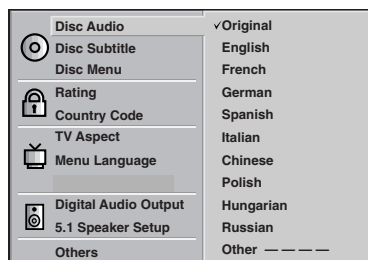 Disc Audio
Disc Subtitle
Disc Menu
Rating
Country Code
TV Aspect
Menu Language
Digital Audio Output
5.1 Speaker Setup
Others
✓Original
English
French
German
Spanish
Italian
Chinese
Polish
Hungarian
Russian
Other — — — —